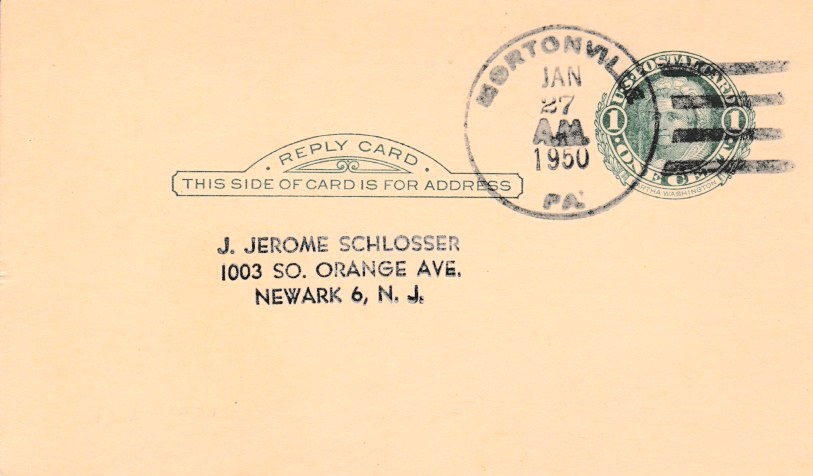 MORTONVILLE
JAN
27
A.M.
1950
PA.
U.S. POSTAL CARD
1 1
ONE CENT
MARTHA WASHINGTON
REPLY CARD
THIS SIDE OF CARD IS FOR ADDRESS
J. JEROME SCHLOSSER
1003 SO. ORANGE AVE.
NEWARK 6, N. J.